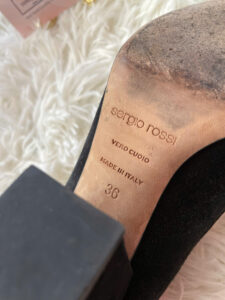 sergio rossi
VERO CUOIO
MADE IN ITALY
36